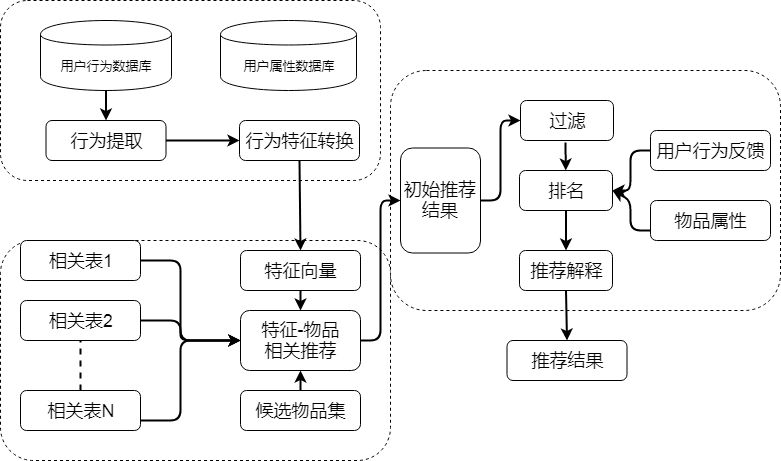 用户行为数据库
用户属性数据库
行为提取
行为特征转换
相关表1
相关表2
相关表N
特征向量
特征-物品
相关推荐
候选物品集
初始推荐
结果
过滤
排名
推荐解释
用户行为反馈
物品属性
推荐结果